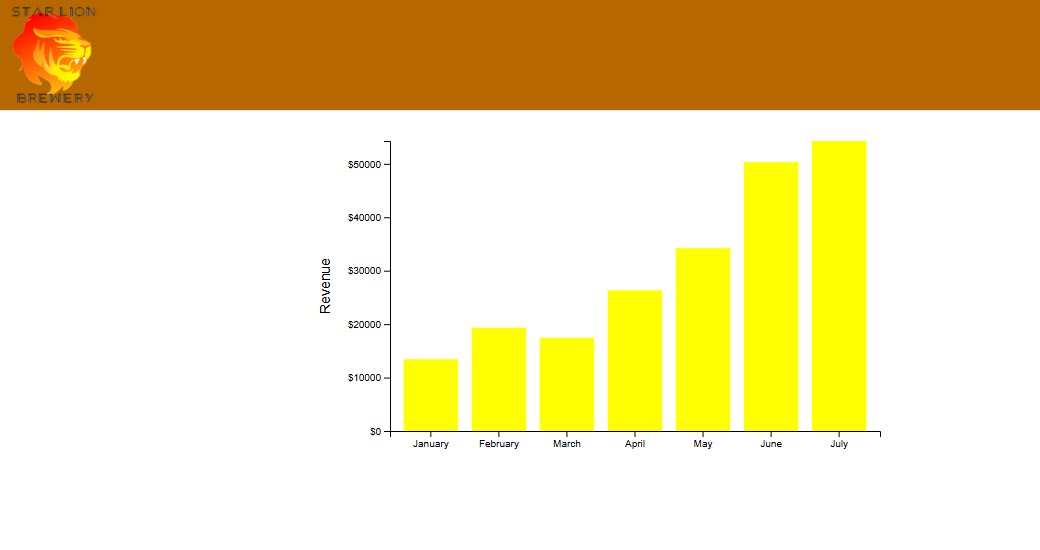 STAR LION
BREWERY
$50000
$40000
$30000
$20000
$10000
$0
Revenue
January February March April May June July